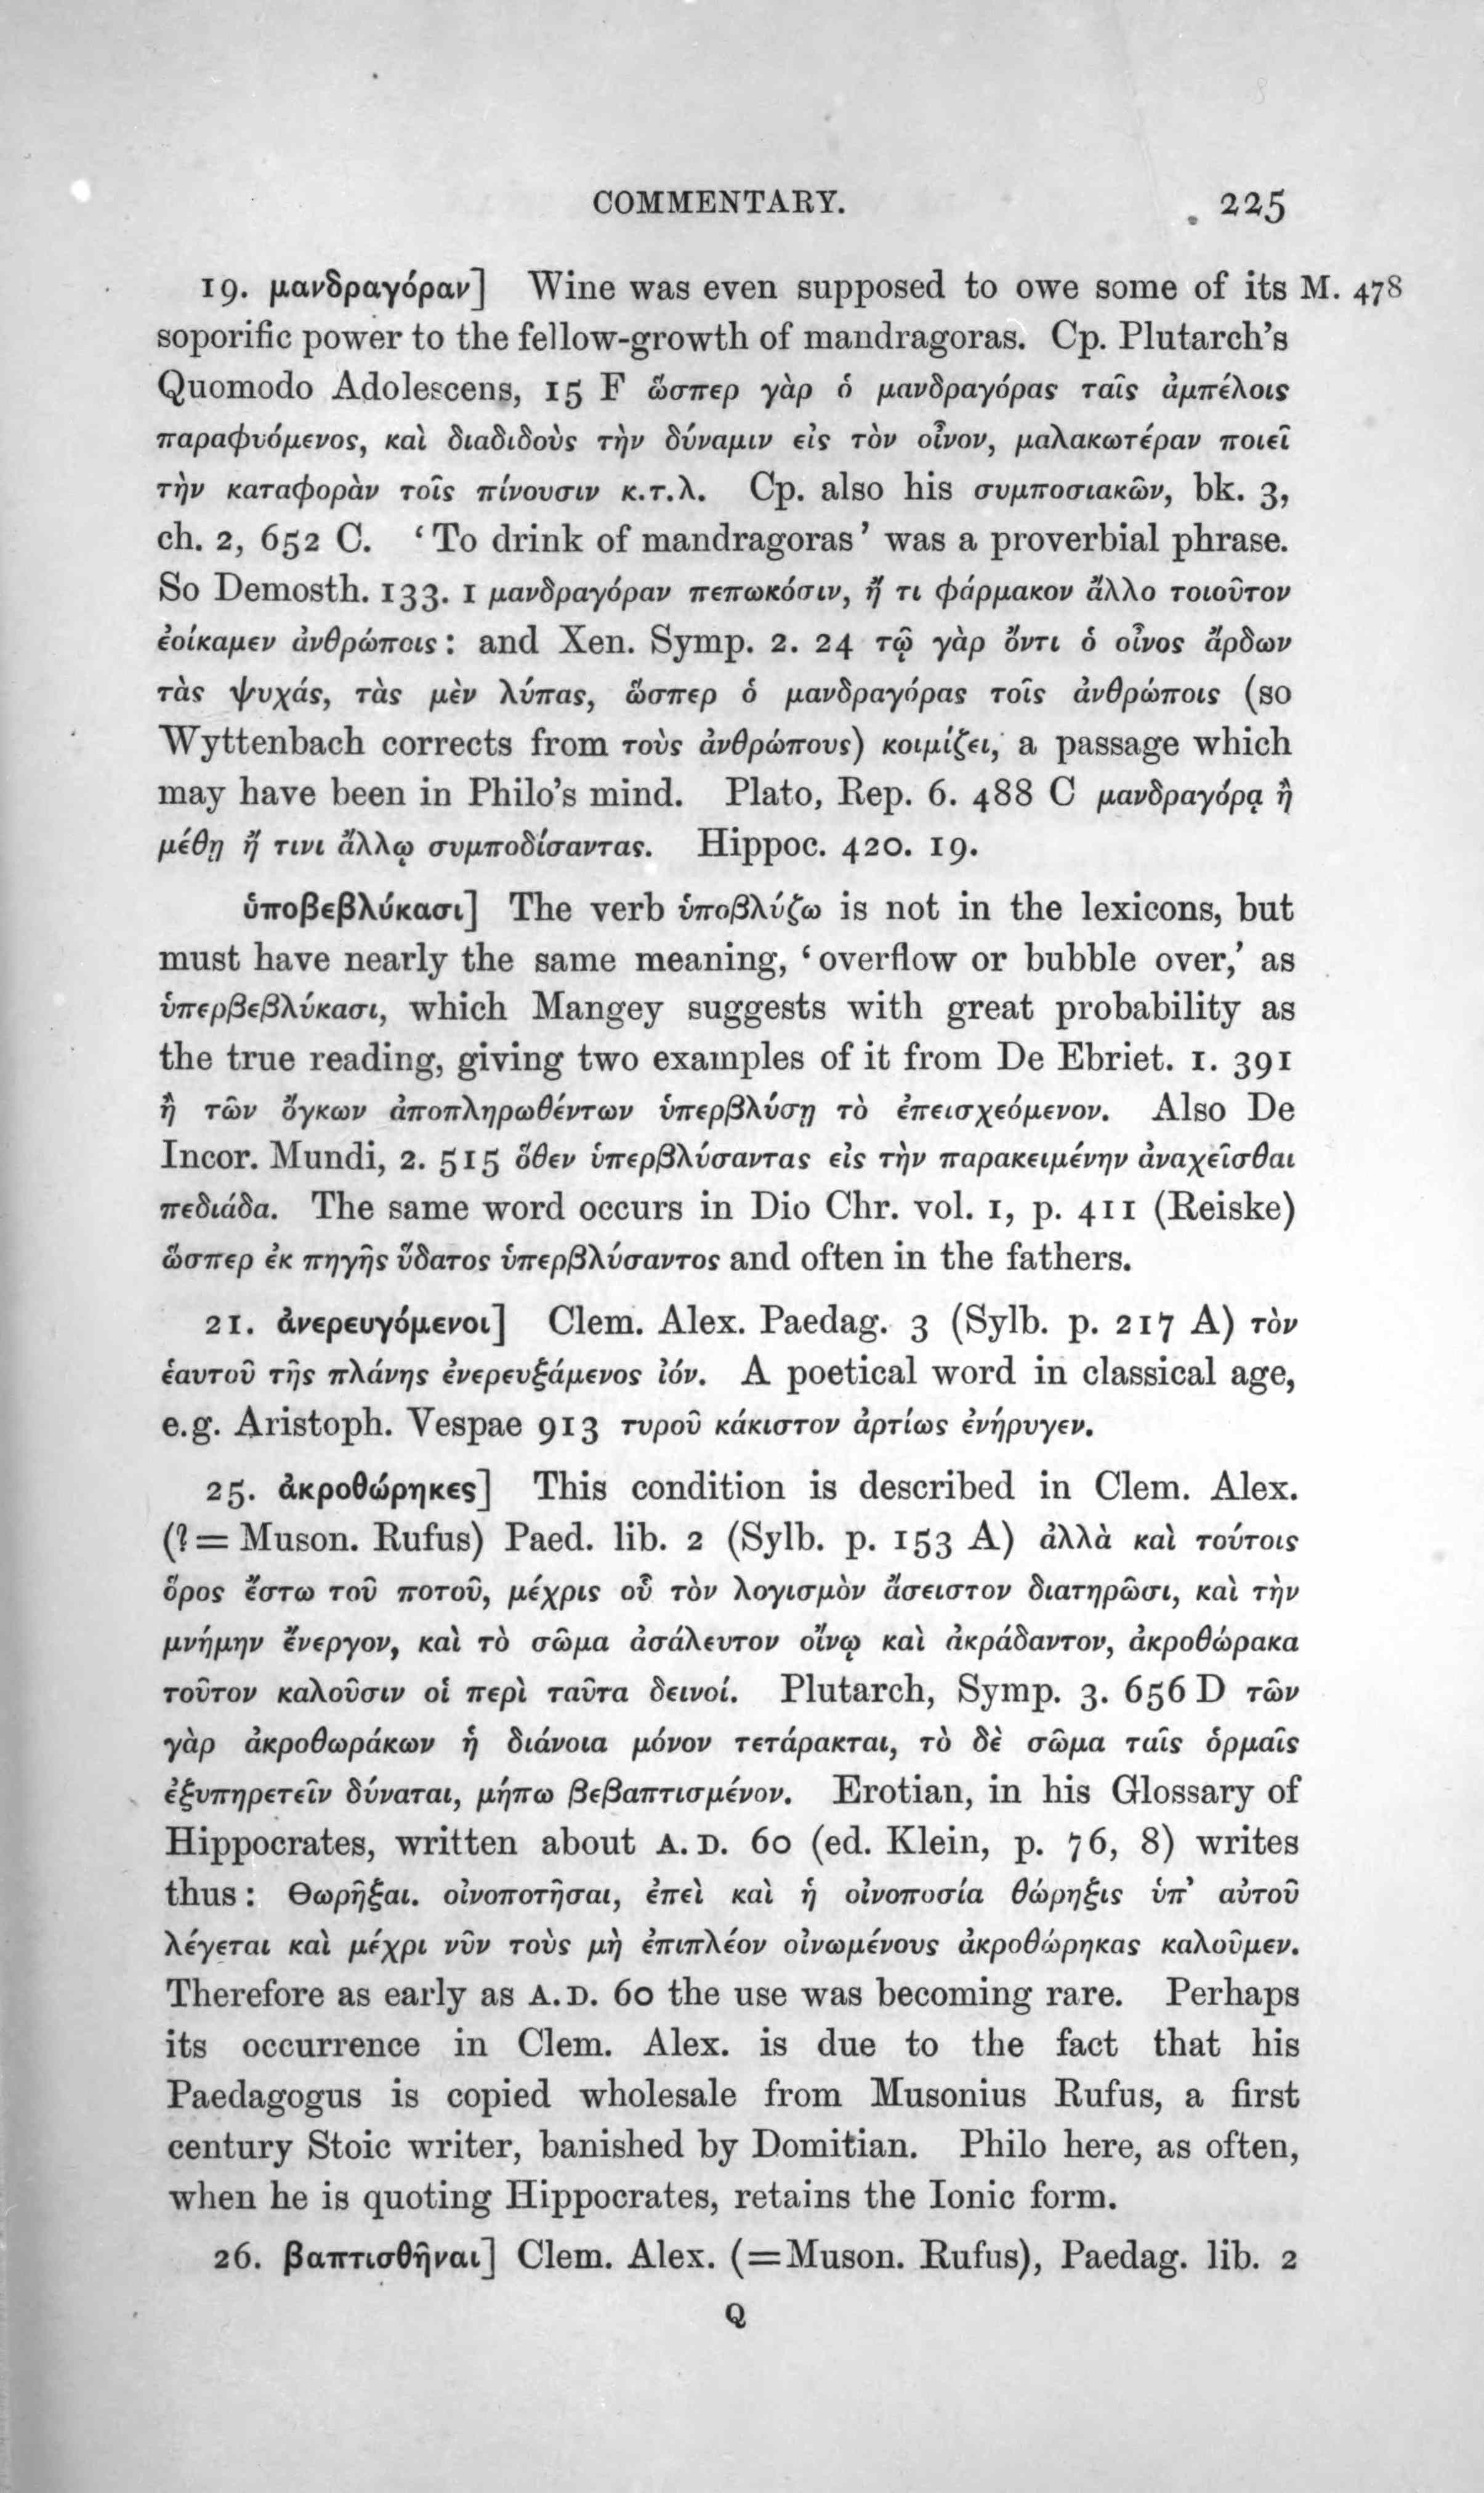 COMMENTARY. 225
19. μανδραγόραν] Wine was even supposed to owe some of its M. 478
soporific power to the fellow-growth of mandragoras. Cp. Plutarch's
Quomodo Adolescens, 15 F ὥσπερ γὰρ ὁ μανδραγόρας ταῖς ἀμπέλοις
παραφυόμενος, καὶ διαδιδοὺς τὴν δύναμιν εἰς τὸν οἶνον, μαλακωτέραν ποιεῖ
τὴν καταφορὰν τοῖς πίνουσιν κ.τ.λ. Cp. also his συμποσιακῶν, bk. 3,
ch. 2, 652 C. ‘To drink of mandragoras’ was a proverbial phrase.
So Demosth. 133. 1 μανδραγόραν πεπωκόσιν, ἤ τι φάρμακον ἄλλο τοιοῦτον
ἐοίκαμεν ἀνθρώποις: and Xen. Symp. 2. 24 τῷ γὰρ ὄντι ὁ οἶνος ἄρδων
τὰς ψυχάς, τὰς μὲν λύπας, ὥσπερ ὁ μανδραγόρας τοῖς ἀνθρώποις (so
Wyttenbach corrects from τοὺς ἀνθρώπους) κοιμίζει, a passage which
may have been in Philo's mind. Plato, Rep. 6. 488 C μανδραγόρᾳ ἢ
μέθῃ ἤ τινι ἄλλῳ συμποδίσαντας. Hippoc. 420. 19.
ὑποβεβλύκασι] The verb ὑποβλύζω is not in the lexicons, but
must have nearly the same meaning, ‘overflow or bubble over,’ as
ὑπερβεβλύκασι, which Mangey suggests with great probability as
the true reading, giving two examples of it from De Ebriet. 1. 391
ἢ τῶν ὄγκων ἀποπληρωθέντων ὑπερβλύσῃ τὸ ἐπεισχεόμενον. Also De
Incor. Mundi, 2. 515 ὅθεν ὑπερβλύσαντας εἰς τὴν παρακειμένην ἀναχεῖσθαι
πεδιάδα. The same word occurs in Dio Chr. vol. 1, p. 411 (Reiske)
ὥσπερ ἐκ πηγῆς ὕδατος ὑπερβλύσαντος and often in the fathers.
21. ἀνερευγόμενοι] Clem. Alex. Paedag. 3 (Sylb. p. 217 A) τὸν
ἑαυτοῦ τῆς πλάνης ἐνερευξάμενος ἰόν. A poetical word in classical age,
e.g. Aristoph. Vespae 913 τυροῦ κάκιστον ἀρτίως ἐνήρυγεν.
25. ἀκροθώρηκες] This condition is described in Clem. Alex.
(?= Muson. Rufus) Paed. lib. 2 (Sylb. p. 153 A) ἀλλὰ καὶ τούτοις
ὅρος ἔστω τοῦ ποτοῦ, μέχρις οὗ τὸν λογισμὸν ἄσειστον διατηρῶσι, καὶ τὴν
μνήμην ἔνεργον, καὶ τὸ σῶμα ἀσάλευτον οἴνῳ καὶ ἀκράδαντον, ἀκροθώρακα
τοῦτον καλοῦσιν οἱ περὶ ταῦτα δεινοί. Plutarch, Symp. 3. 656 D τῶν
γὰρ ἀκροθωράκων ἡ διάνοια μόνον τετάρακται, τὸ δὲ σῶμα ταῖς ὁρμαῖς
ἐξυπηρετεῖν δύναται, μήπω βεβαπτισμένον. Erotian, in his Glossary of
Hippocrates, written about A.D. 60 (ed. Klein, p. 76, 8) writes
thus: Θωρῆξαι. οἰνοποτῆσαι, ἐπεὶ καὶ ἡ οἰνοποσία θώρηξις ὑπ' αὐτοῦ
λέγεται καὶ μέχρι νῦν τοὺς μὴ ἐπιπλέον οἰνωμένους ἀκροθώρηκας καλοῦμεν.
Therefore as early as A.D. 60 the use was becoming rare. Perhaps
its occurrence in Clem. Alex. is due to the fact that his
Paedagogus is copied wholesale from Musonius Rufus, a first
century Stoic writer, banished by Domitian. Philo here, as often,
when he is quoting Hippocrates, retains the Ionic form.
26. βαπτισθῆναι] Clem. Alex. (=Muson. Rufus), Paedag. lib. 2
Q